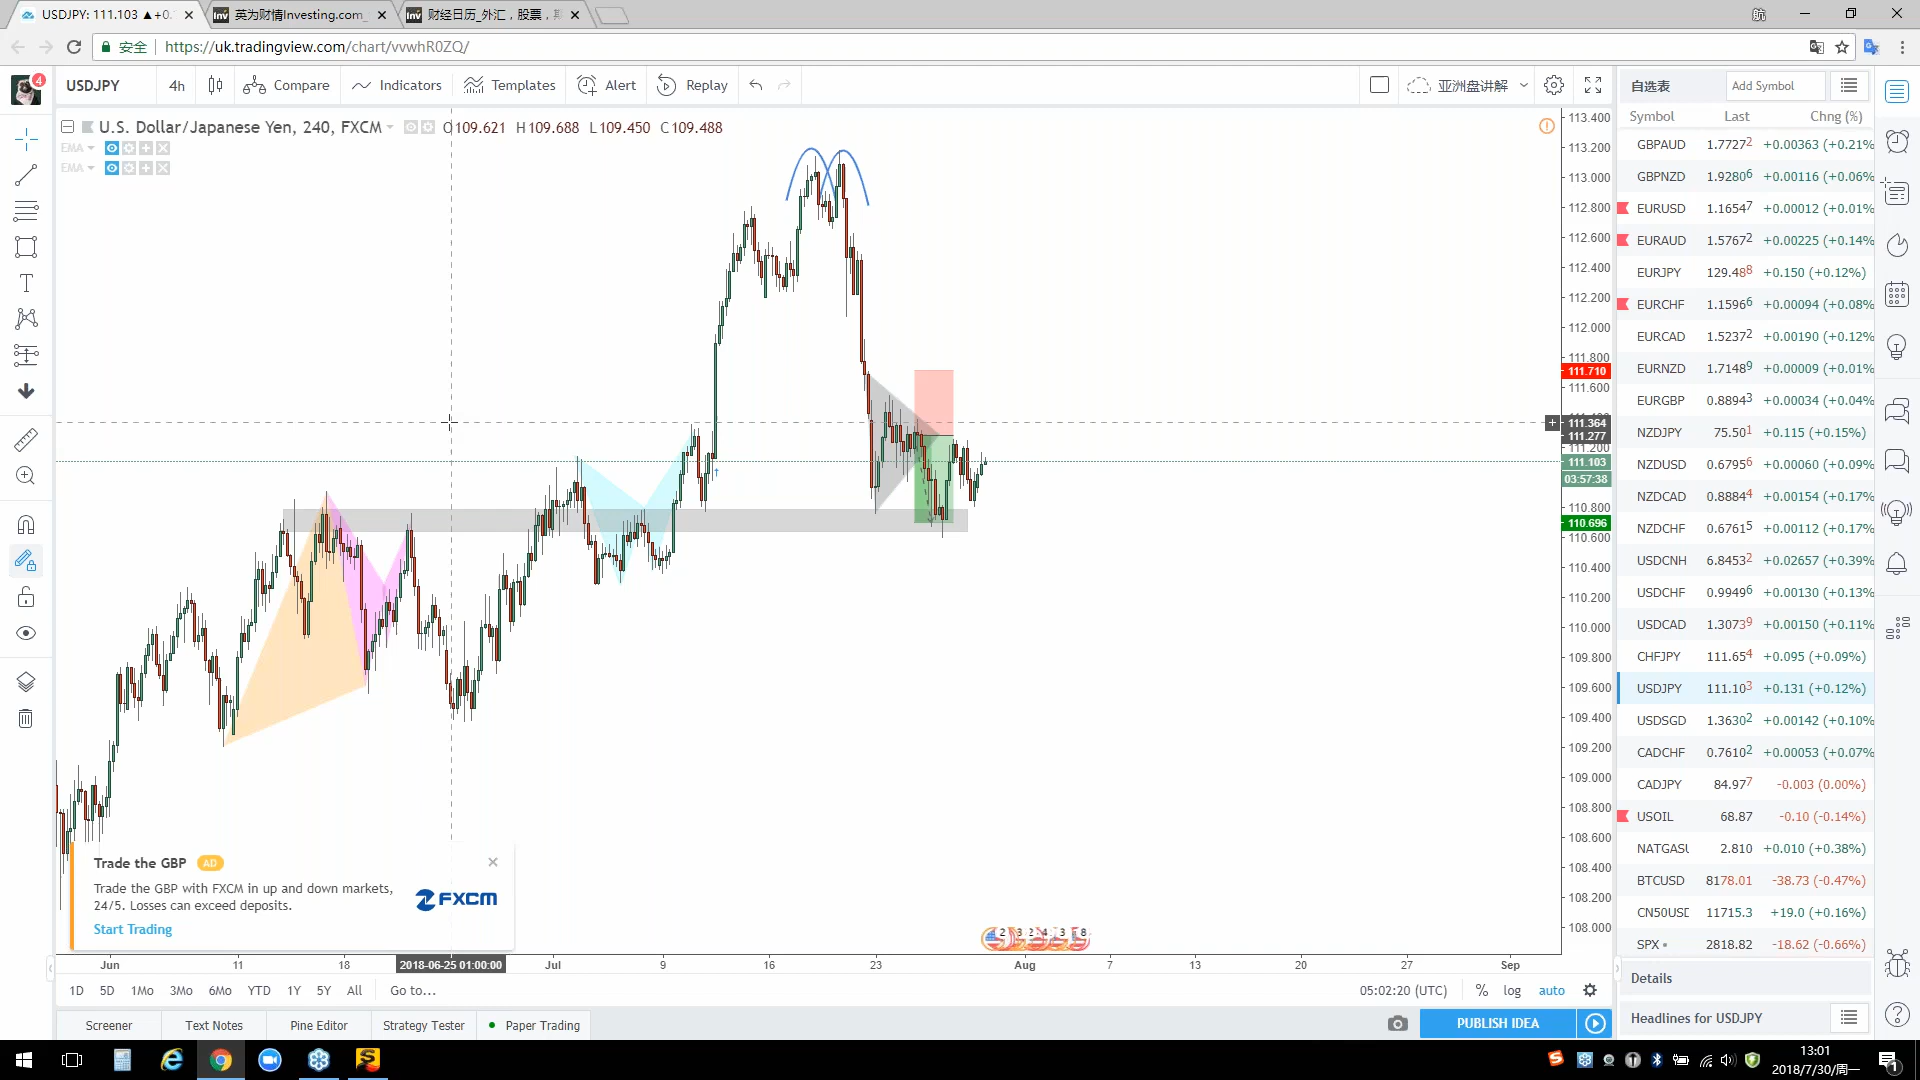 USDJPY: 111.103 ▲+0.
英为财情Investing.com_
财经日历_外汇，股票，期
航
安全 | https://uk.tradingview.com/chart/vvwhR0ZQ/
4
USDJPY
4h
Compare
Indicators
Templates
Alert
Replay
亚洲盘讲解
U.S. Dollar/Japanese Yen, 240, FXCM
O109.621 H109.688 L109.450 C109.488
EMA
EMA
113.400
113.200
113.000
112.800
112.600
112.400
112.200
112.000
111.800
111.710
111.600
111.364
111.277
111.200
111.103
03:57:38
110.800
110.696
110.600
110.400
110.200
110.000
109.800
109.600
109.400
109.200
109.000
108.800
108.600
108.400
108.200
108.000
Trade the GBP AD
Trade the GBP with FXCM in up and down markets,
24/5. Losses can exceed deposits.
Start Trading
FXCM
Jun 11 18 2018-06-25 01:00:00 Jul 9 16 23 Aug 7 13 20 27 Sep
1D 5D 1Mo 3Mo 6Mo YTD 1Y 5Y All Go to...
05:02:20 (UTC) % log auto
Screener Text Notes Pine Editor Strategy Tester Paper Trading
PUBLISH IDEA
自选表 Add Symbol
Symbol Last Chng (%)
GBPAUD 1.77272 +0.00363 (+0.21%
GBPNZD 1.92806 +0.00116 (+0.06%
EURUSD 1.16547 +0.00012 (+0.01%
EURAUD 1.57672 +0.00225 (+0.14%
EURJPY 129.488 +0.150 (+0.12%)
EURCHF 1.15966 +0.00094 (+0.08%
EURCAD 1.52372 +0.00190 (+0.12%
EURNZD 1.71489 +0.00009 (+0.01%
EURGBP 0.88943 +0.00034 (+0.04%
NZDJPY 75.501 +0.115 (+0.15%)
NZDUSD 0.67956 +0.00060 (+0.09%
NZDCAD 0.88844 +0.00154 (+0.17%
NZDCHF 0.67615 +0.00112 (+0.17%
USDCNH 6.84532 +0.02657 (+0.39%
USDCHF 0.99496 +0.00130 (+0.13%
USDCAD 1.30739 +0.00150 (+0.11%
CHFJPY 111.654 +0.095 (+0.09%)
USDJPY 111.103 +0.131 (+0.12%)
USDSGD 1.36302 +0.00142 (+0.10%
CADCHF 0.76102 +0.00053 (+0.07%
CADJPY 84.977 -0.003 (0.00%)
USOIL 68.87 -0.10 (-0.14%)
NATGASU 2.810 +0.010 (+0.38%)
BTCUSD 8178.01 -38.73 (-0.47%)
CN50USD 11715.3 +19.0 (+0.16%)
SPX 2818.82 -18.62 (-0.66%)
Details
Headlines for USDJPY
13:01
2018/7/30/周一
1